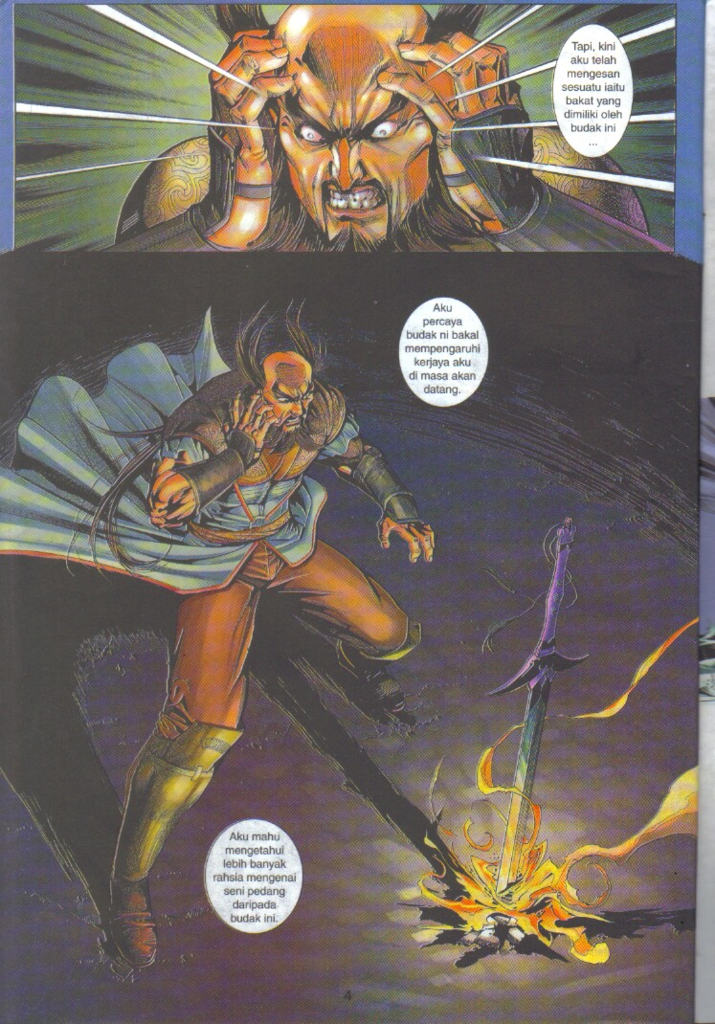 Tapi, kini
aku telah
mengesan
sesuatu iaitu
bakat yang
dimiliki oleh
budak ini
...
Aku
percaya
budak ni bakal
mempengaruhi
kerjaya aku
di masa akan
datang.
Aku mahu
mengetahui
lebih banyak
rahsia mengenai
seni pedang
daripada
budak ini.
4